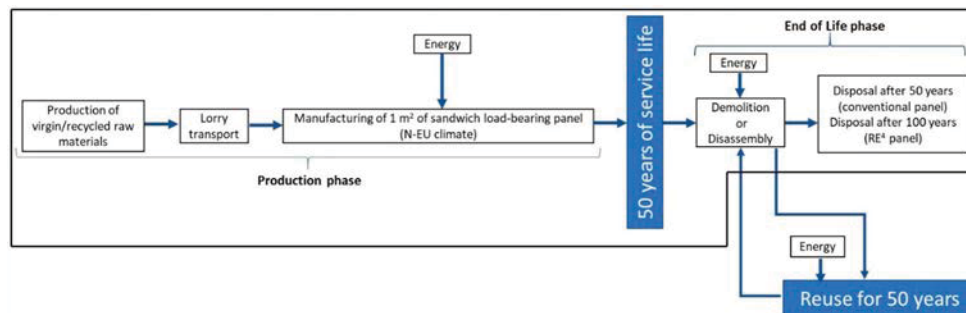 End of Life phase
Energy
Energy
Production of
virgin/recycled raw
materials
Lorry
transport
Manufacturing of 1 m² of sandwich load-bearing panel
(N-EU climate)
50 years of service life
Demolition
or
Disassembly
Disposal after 50 years
(conventional panel)
Disposal after 100 years
(RE⁴ panel)
Production phase
Energy
Reuse for 50 years